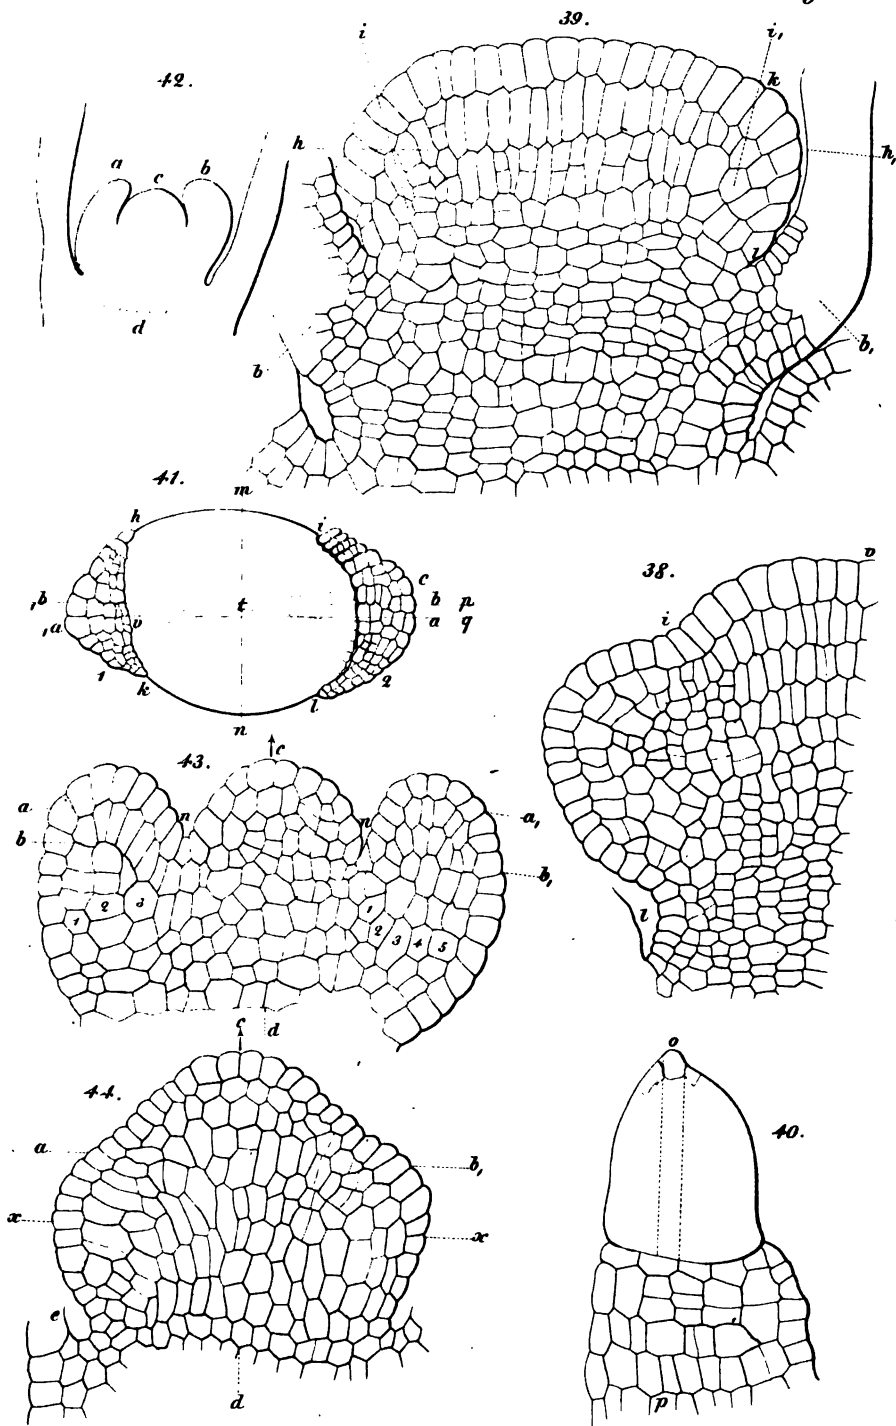 39.
i
i,
k
42.
h
h,
a
c
b
l
d
b
b,
41.
m
h
i
38.
v
c
,b
t
b
p
,a
v
a
q
i
1
k
l
2
n
43.
c
a
n
n
a,
b
b,
2
3
1
1
2
3
4
5
l
c
d
44.
o
40.
a
b,
x
x
e
d
p